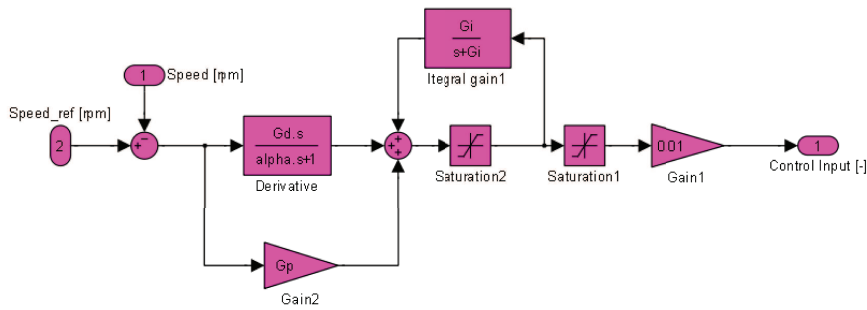 Gi
s+Gi
Itegral gain1
1
Speed [rpm]
Speed_ref [rpm]
2
Gd.s
alpha.s+1
Derivative
Saturation2
Saturation1
0.01
Gain1
1
Control Input [-]
Gp
Gain2